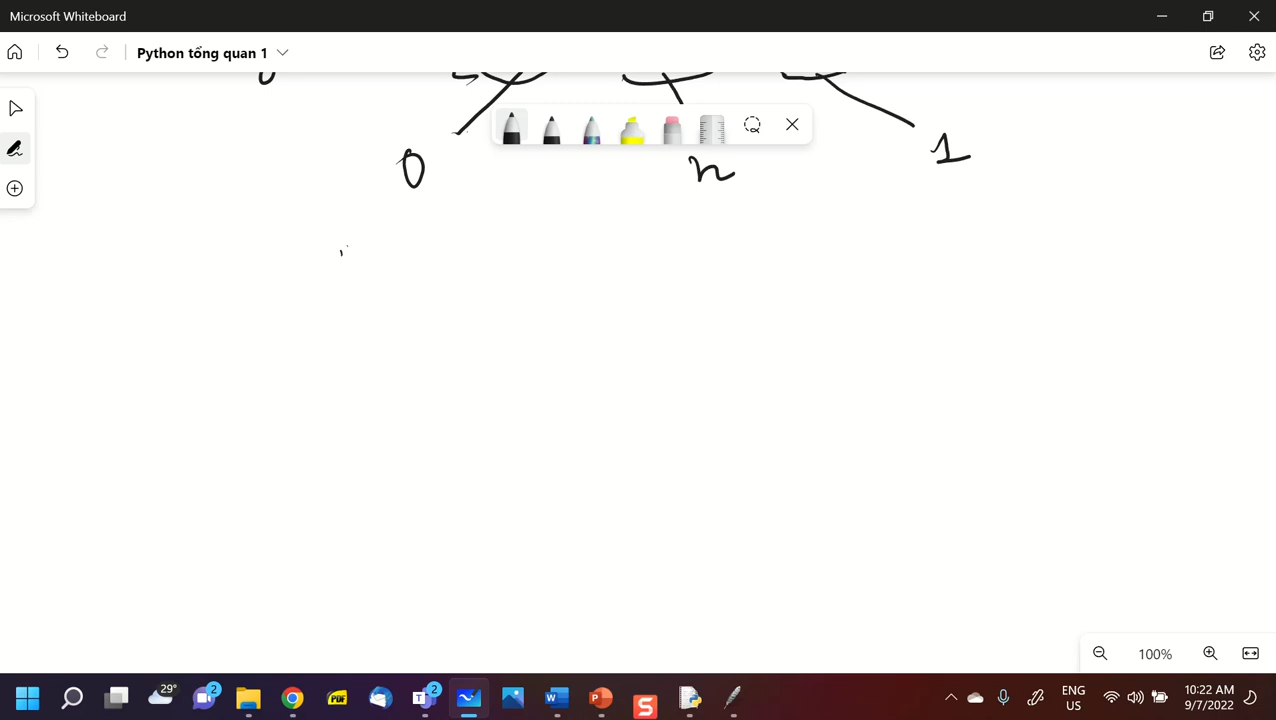 Microsoft Whiteboard
Python tổng quan 1
0 n 1
100%
29° 2 PDF 2 S ENG 10:22 AM
US 9/7/2022